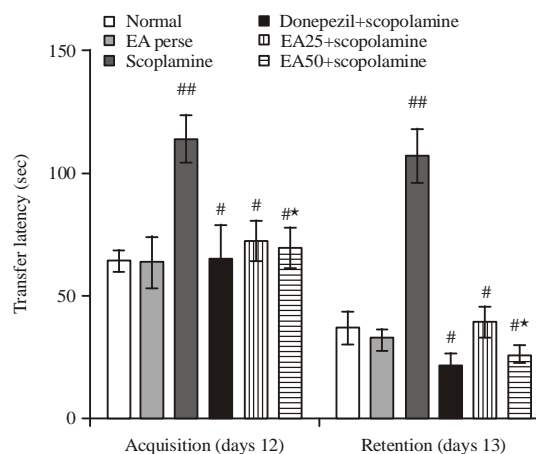 Normal
EA perse
Scoplamine
Donepezil+scopolamine
EA25+scopolamine
EA50+scopolamine
Transfer latency (sec)
150
100
50
0
##
#
#
#★
##
#
#
#★
Acquisition (days 12)
Retention (days 13)